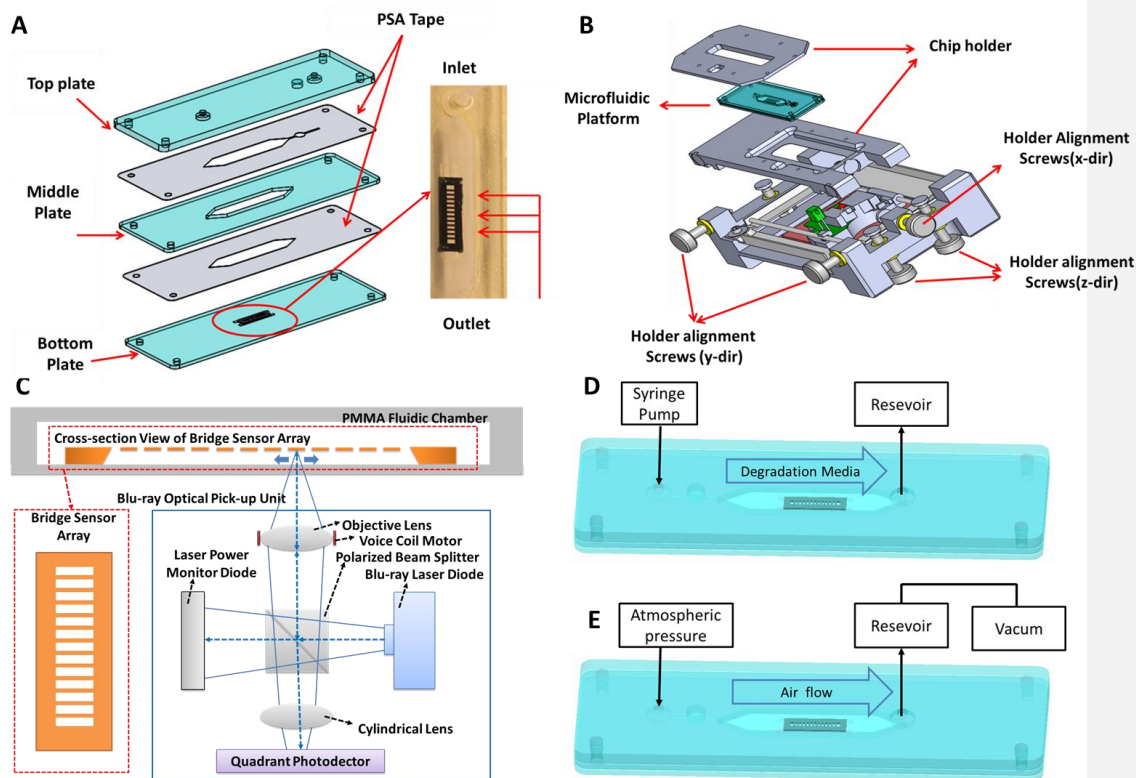 A
PSA Tape
Top plate
Inlet
Middle
Plate
Bottom
Plate
Outlet
B
Chip holder
Microfluidic
Platform
Holder Alignment
Screws(x-dir)
Holder alignment
Screws(z-dir)
Holder alignment
Screws (y-dir)
C
PMMA Fluidic Chamber
Cross-section View of Bridge Sensor Array
Blu-ray Optical Pick-up Unit
Bridge Sensor
Array
Objective Lens
Voice Coil Motor
Polarized Beam Splitter
Blu-ray Laser Diode
Laser Power
Monitor Diode
Cylindrical Lens
Quadrant Photodector
D
Syringe
Pump
Resevoir
Degradation Media
E
Atmospheric
pressure
Reservoir
Vacum
Air flow